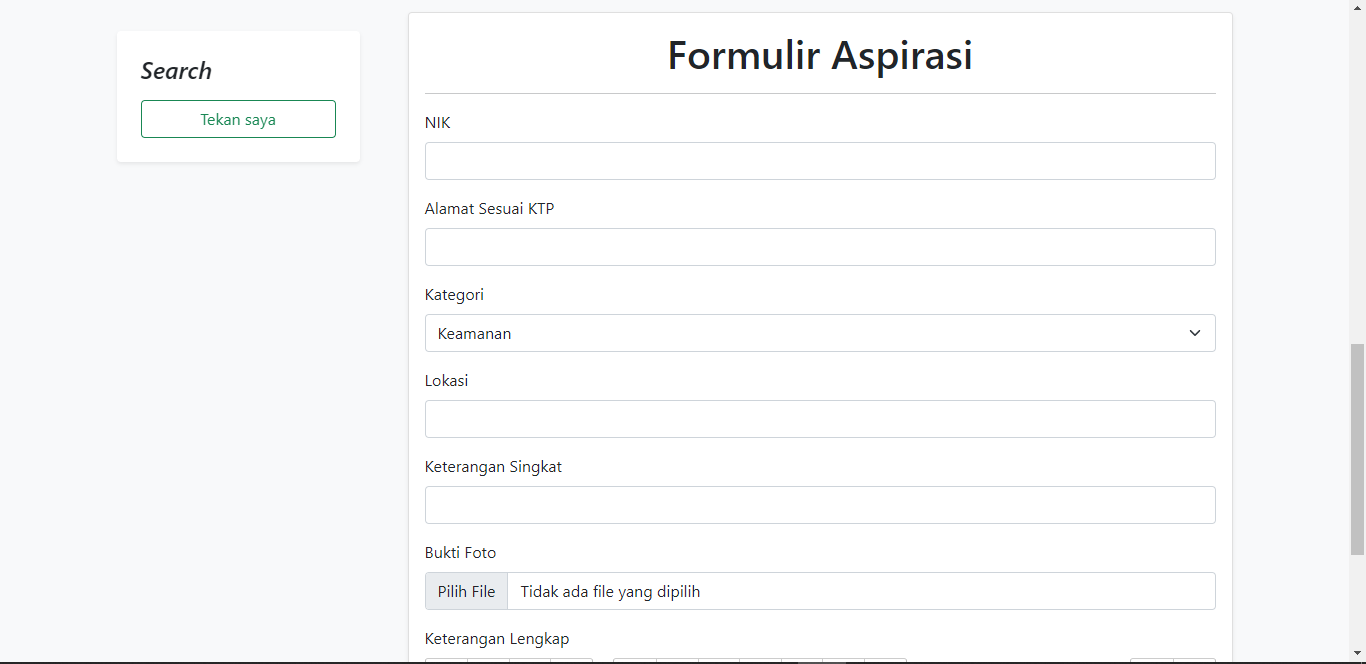 Search
Tekan saya
Formulir Aspirasi
NIK
Alamat Sesuai KTP
Kategori
Keamanan
Lokasi
Keterangan Singkat
Bukti Foto
Pilih File Tidak ada file yang dipilih
Keterangan Lengkap